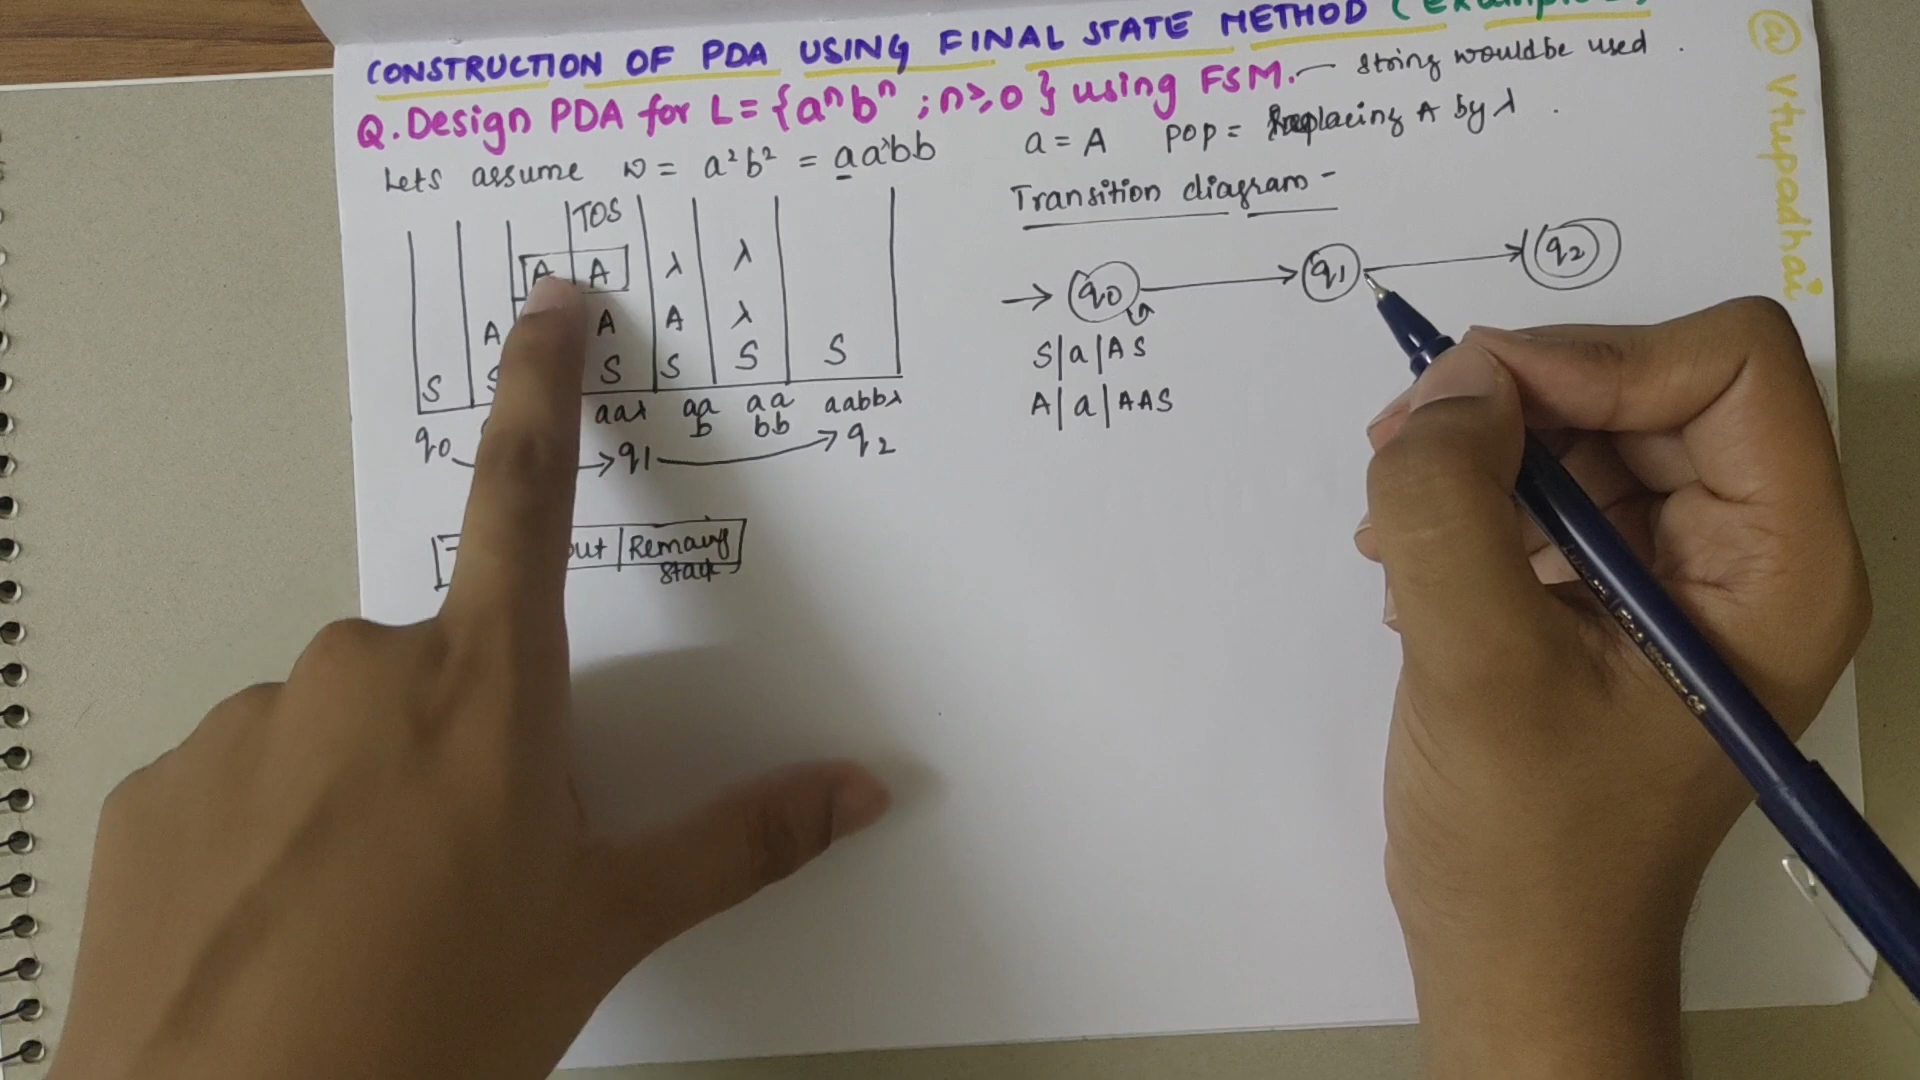 CONSTRUCTION OF PDA USING FINAL STATE METHOD
Q. Design PDA for L = {aⁿbⁿ ; n≥0} using FSM. — string would be used .
Lets assume w = a²b² = aaλbb
a = A pop = Replacing A by λ .
Transition diagram -
TOS
A A λ λ
A A A λ
S S S S S
aaλ aa b aa bb aabbλ
q0 → q1 → q2
→ q0 → q1 → q2
S|a|AS
A|a|AAS
Remaing
stack
@Vtupadhai